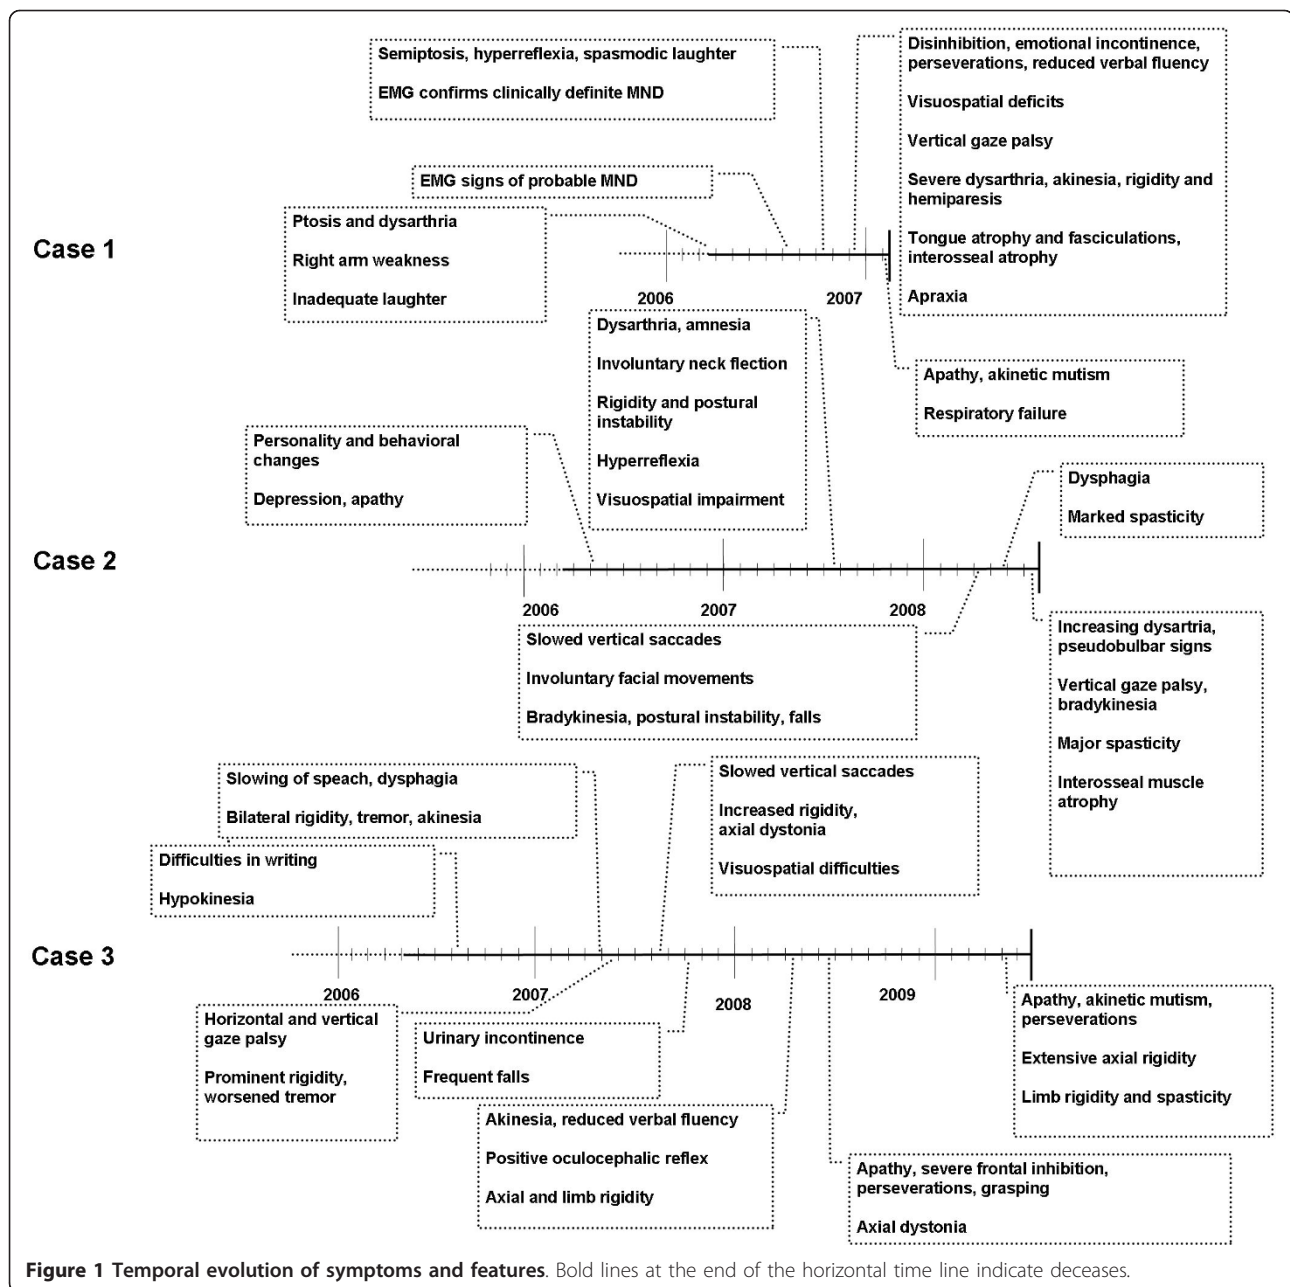 Case 1
Semiptosis, hyperreflexia, spasmodic laughter
EMG confirms clinically definite MND
EMG signs of probable MND
Ptosis and dysarthria
Right arm weakness
Inadequate laughter
Disinhibition, emotional incontinence,
perseverations, reduced verbal fluency
Visuospatial deficits
Vertical gaze palsy
Severe dysarthria, akinesia, rigidity and
hemiparesis
Tongue atrophy and fasciculations,
interosseal atrophy
Apraxia
2006
2007
Apathy, akinetic mutism
Respiratory failure
Case 2
Personality and behavioral
changes
Depression, apathy
Dysarthria, amnesia
Involuntary neck flection
Rigidity and postural
instability
Hyperreflexia
Visuospatial impairment
Dysphagia
Marked spasticity
2006
2007
2008
Slowed vertical saccades
Involuntary facial movements
Bradykinesia, postural instability, falls
Increasing dysartria,
pseudobulbar signs
Vertical gaze palsy,
bradykinesia
Major spasticity
Interosseal muscle
atrophy
Case 3
Slowing of speach, dysphagia
Bilateral rigidity, tremor, akinesia
Difficulties in writing
Hypokinesia
Slowed vertical saccades
Increased rigidity,
axial dystonia
Visuospatial difficulties
2006
2007
2008
2009
Horizontal and vertical
gaze palsy
Prominent rigidity,
worsened tremor
Urinary incontinence
Frequent falls
Akinesia, reduced verbal fluency
Positive oculocephalic reflex
Axial and limb rigidity
Apathy, severe frontal inhibition,
perseverations, grasping
Axial dystonia
Apathy, akinetic mutism,
perseverations
Extensive axial rigidity
Limb rigidity and spasticity
Figure 1 Temporal evolution of symptoms and features. Bold lines at the end of the horizontal time line indicate deceases.